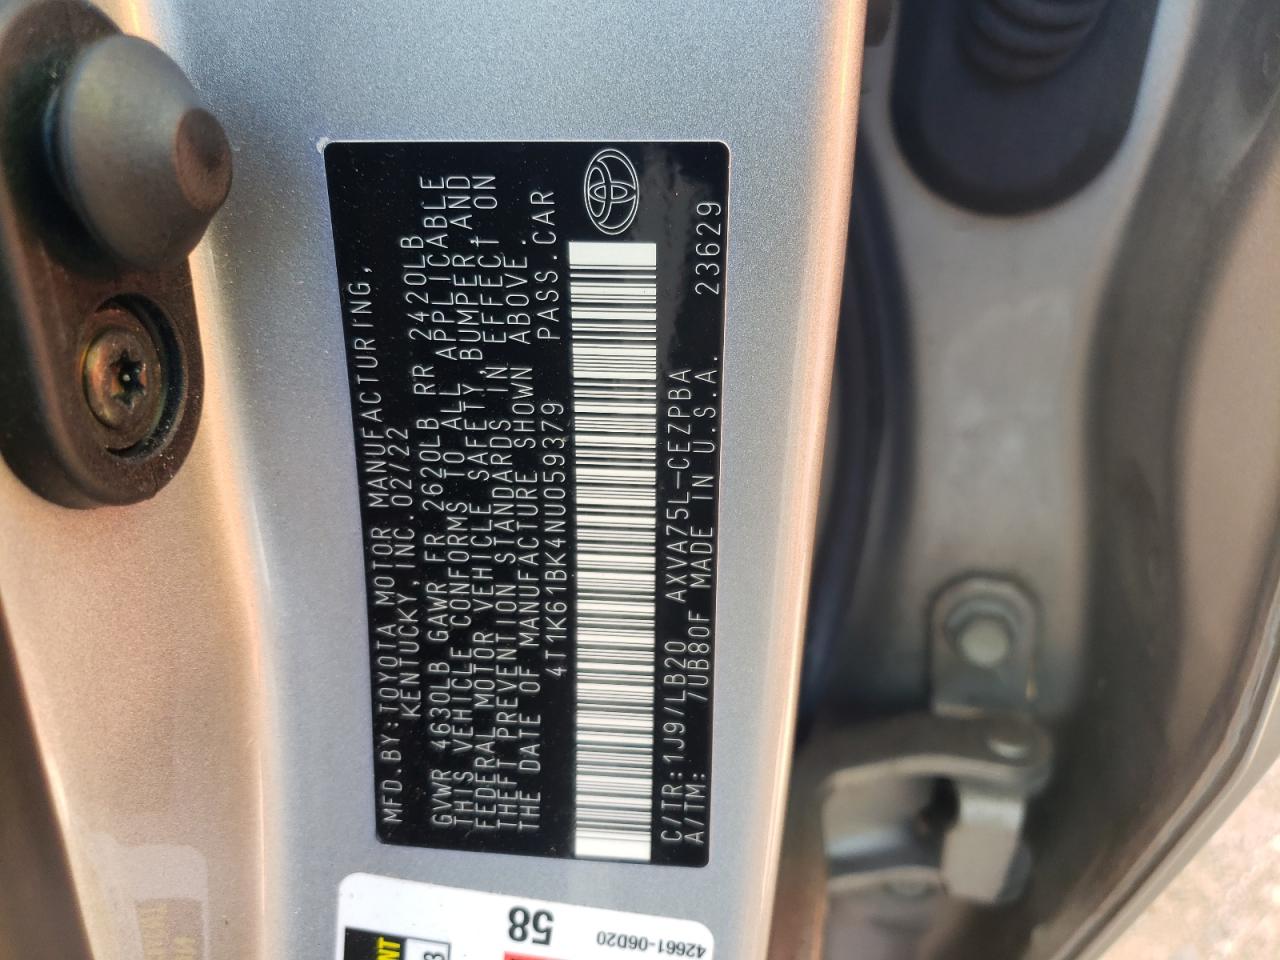 MFD.BY:TOYOTA MOTOR MANUFACTURING,
KENTUCKY, INC. 02/22
GVWR 4630LB GAWR FR 2620LB RR 2420LB
THIS VEHICLE CONFORMS TO ALL APPLICABLE
FEDERAL MOTOR VEHICLE SAFETY, BUMPER, AND
THEFT PREVENTION STANDARDS IN EFFECT ON
THE DATE OF MANUFACTURE SHOWN ABOVE.
4T1K61BK4NU059379 PASS.CAR
C/TR:1J9/LB20 AXVA75L-CEZPBA
A/TM: /UB80F MADE IN U.S.A. 23629
58
42661-06D20